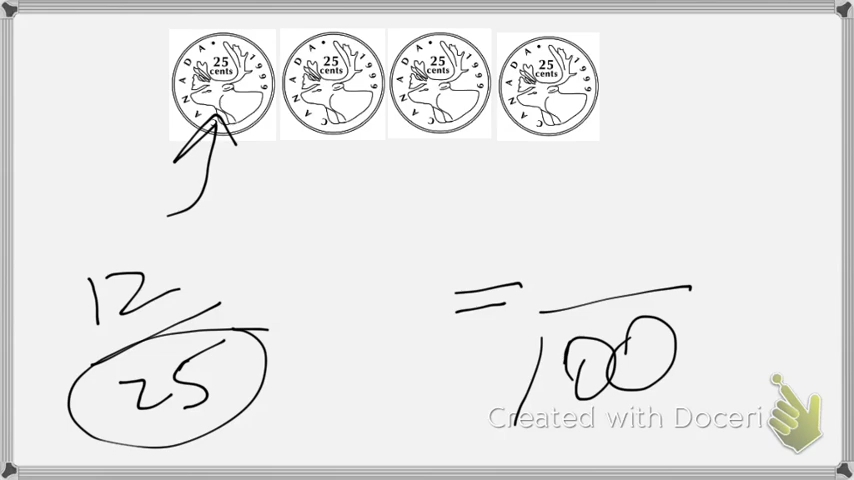 CANADA • 1999
25
cents
CANADA • 1999
25
cents
CANADA • 1999
25
cents
CANADA • 1999
25
cents
12
25
=
100
Created with Doceri